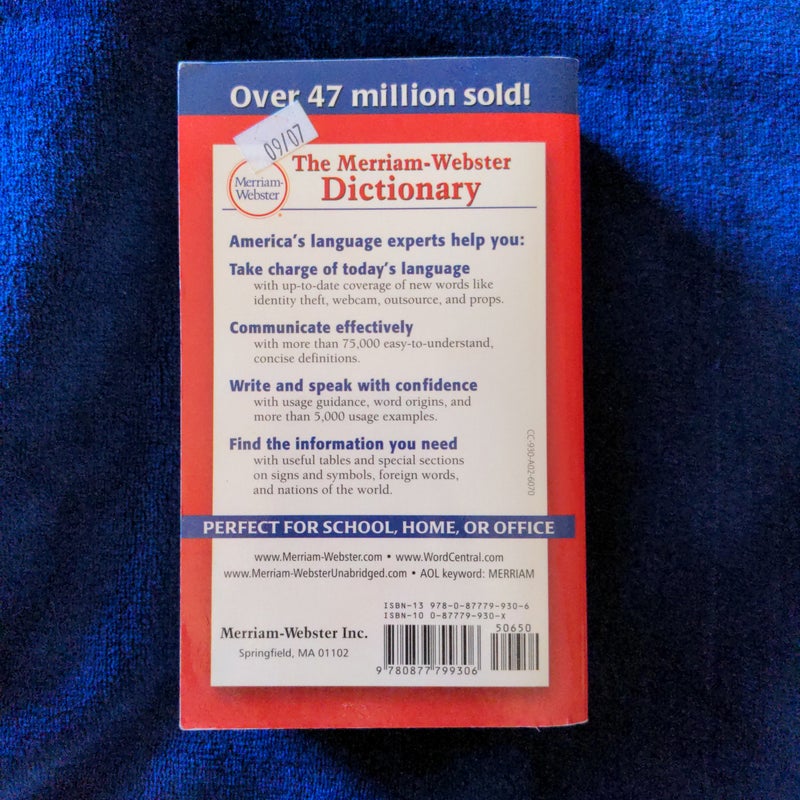 Over 47 million sold!
09/07
Merriam-
Webster
The Merriam-Webster
Dictionary
America's language experts help you:
Take charge of today's language
with up-to-date coverage of new words like
identity theft, webcam, outsource, and props.
Communicate effectively
with more than 75,000 easy-to-understand,
concise definitions.
Write and speak with confidence
with usage guidance, word origins, and
more than 5,000 usage examples.
Find the information you need
with useful tables and special sections
on signs and symbols, foreign words,
and nations of the world.
CC-930-A02-6070
PERFECT FOR SCHOOL, HOME, OR OFFICE
www.Merriam-Webster.com • www.WordCentral.com
www.Merriam-WebsterUnabridged.com • AOL keyword: MERRIAM
ISBN-13 978-0-87779-930-6
ISBN-10 0-87779-930-X
50650
Merriam-Webster Inc.
Springfield, MA 01102
9 780877 799306